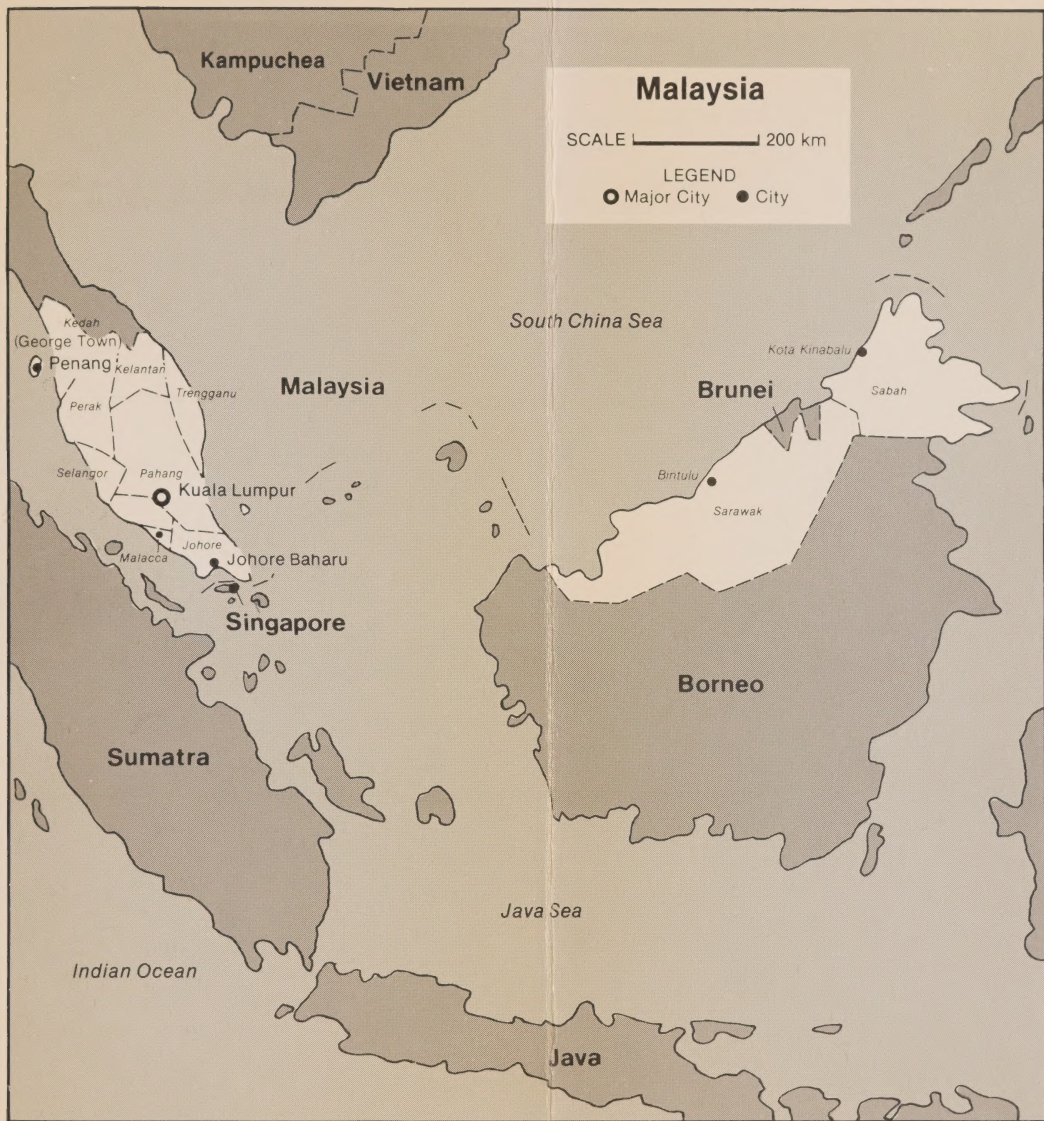 Kampuchea
Vietnam
Malaysia
SCALE 200 km
LEGEND
Major City City
South China Sea
Kedah
(George Town)
Penang
Kelantan
Trengganu
Perak
Malaysia
Kota Kinabalu
Brunei
Sabah
Selangor
Pahang
Kuala Lumpur
Bintulu
Sarawak
Malacca
Johore
Johore Baharu
Singapore
Borneo
Sumatra
Java Sea
Indian Ocean
Java